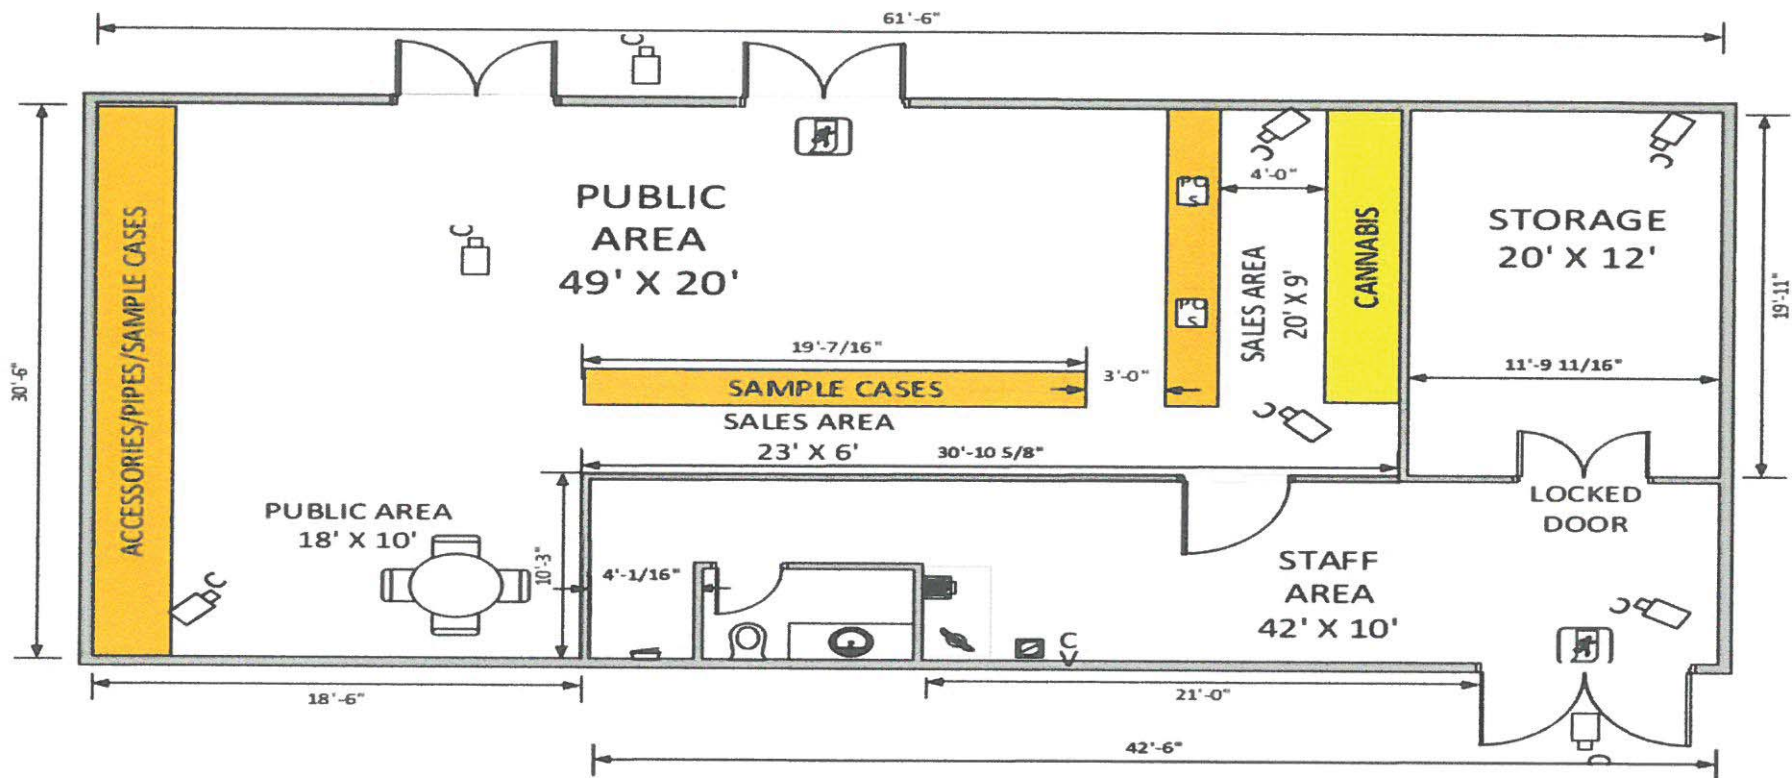 61'-6"
C
C
PUBLIC
AREA
49' X 20'
ACCESSORIES/PIPES/SAMPLE CASES
30'-6"
PO
S
PO
S
C
4'-0"
SALES AREA
20' X 9'
CANNABIS
C
STORAGE
20' X 12'
19'-11"
11'-9 11/16"
19'-7/16"
SAMPLE CASES
3'-0"
C
SALES AREA
23' X 6'
30'-10 5/8"
LOCKED
DOOR
PUBLIC AREA
18' X 10'
C
10'-3"
4'-1/16"
STAFF
AREA
42' X 10'
C
V
C
18'-6"
21'-0"
42'-6"
C